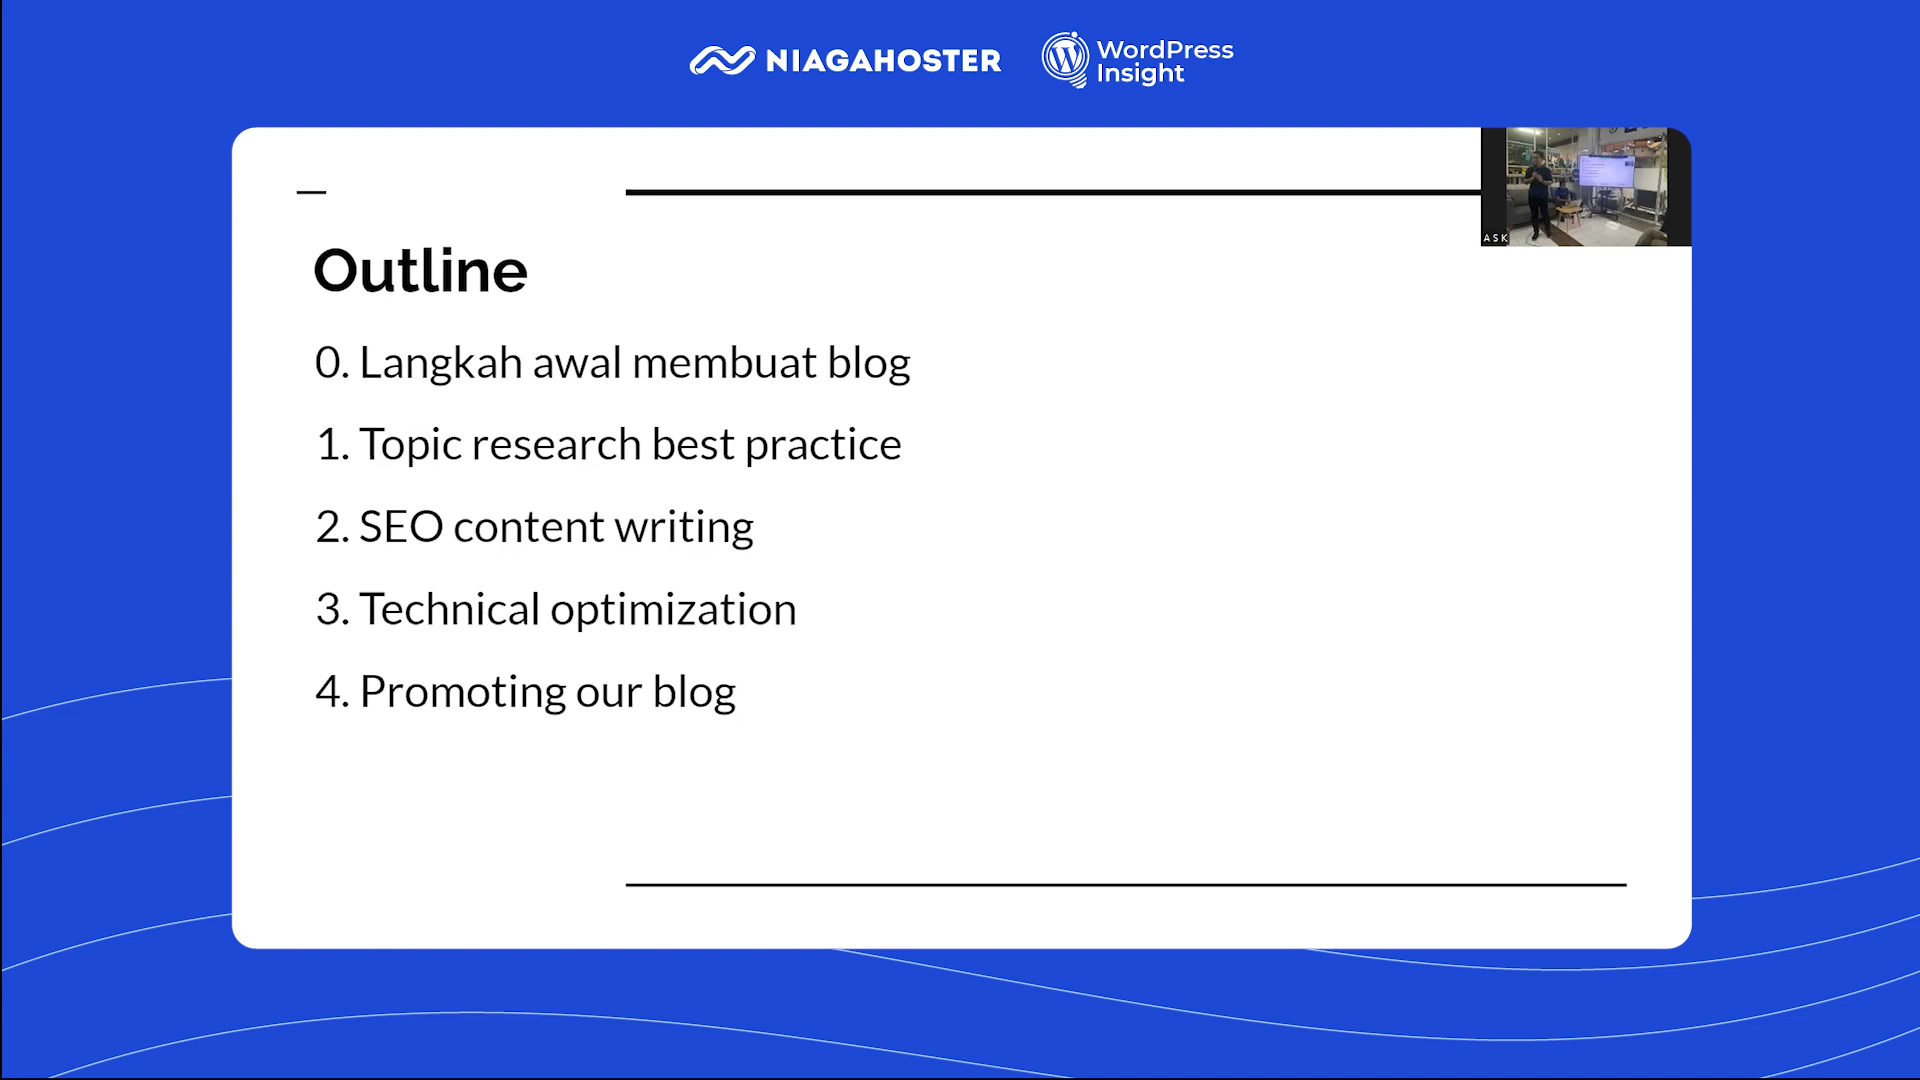 NIAGAHOSTER
WordPress
Insight
ASK
Outline
0. Langkah awal membuat blog
1. Topic research best practice
2. SEO content writing
3. Technical optimization
4. Promoting our blog